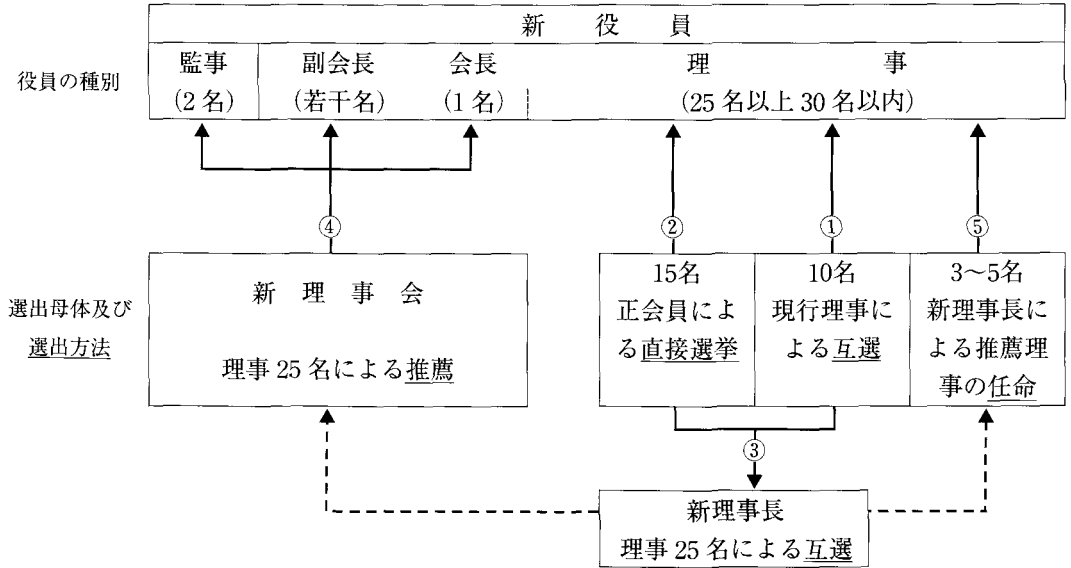 新役員
役員の種別
監事
(2名)
副会長
(若干名)
会長
(1名)
理事
(25名以上30名以内)
④
②
①
⑤
選出母体及び
選出方法
新理事会
理事25名による推薦
15名
正会員によ
る直接選挙
10名
現行理事に
よる互選
3〜5名
新理事長に
よる推薦理
事の任命
③
新理事長
理事25名による互選